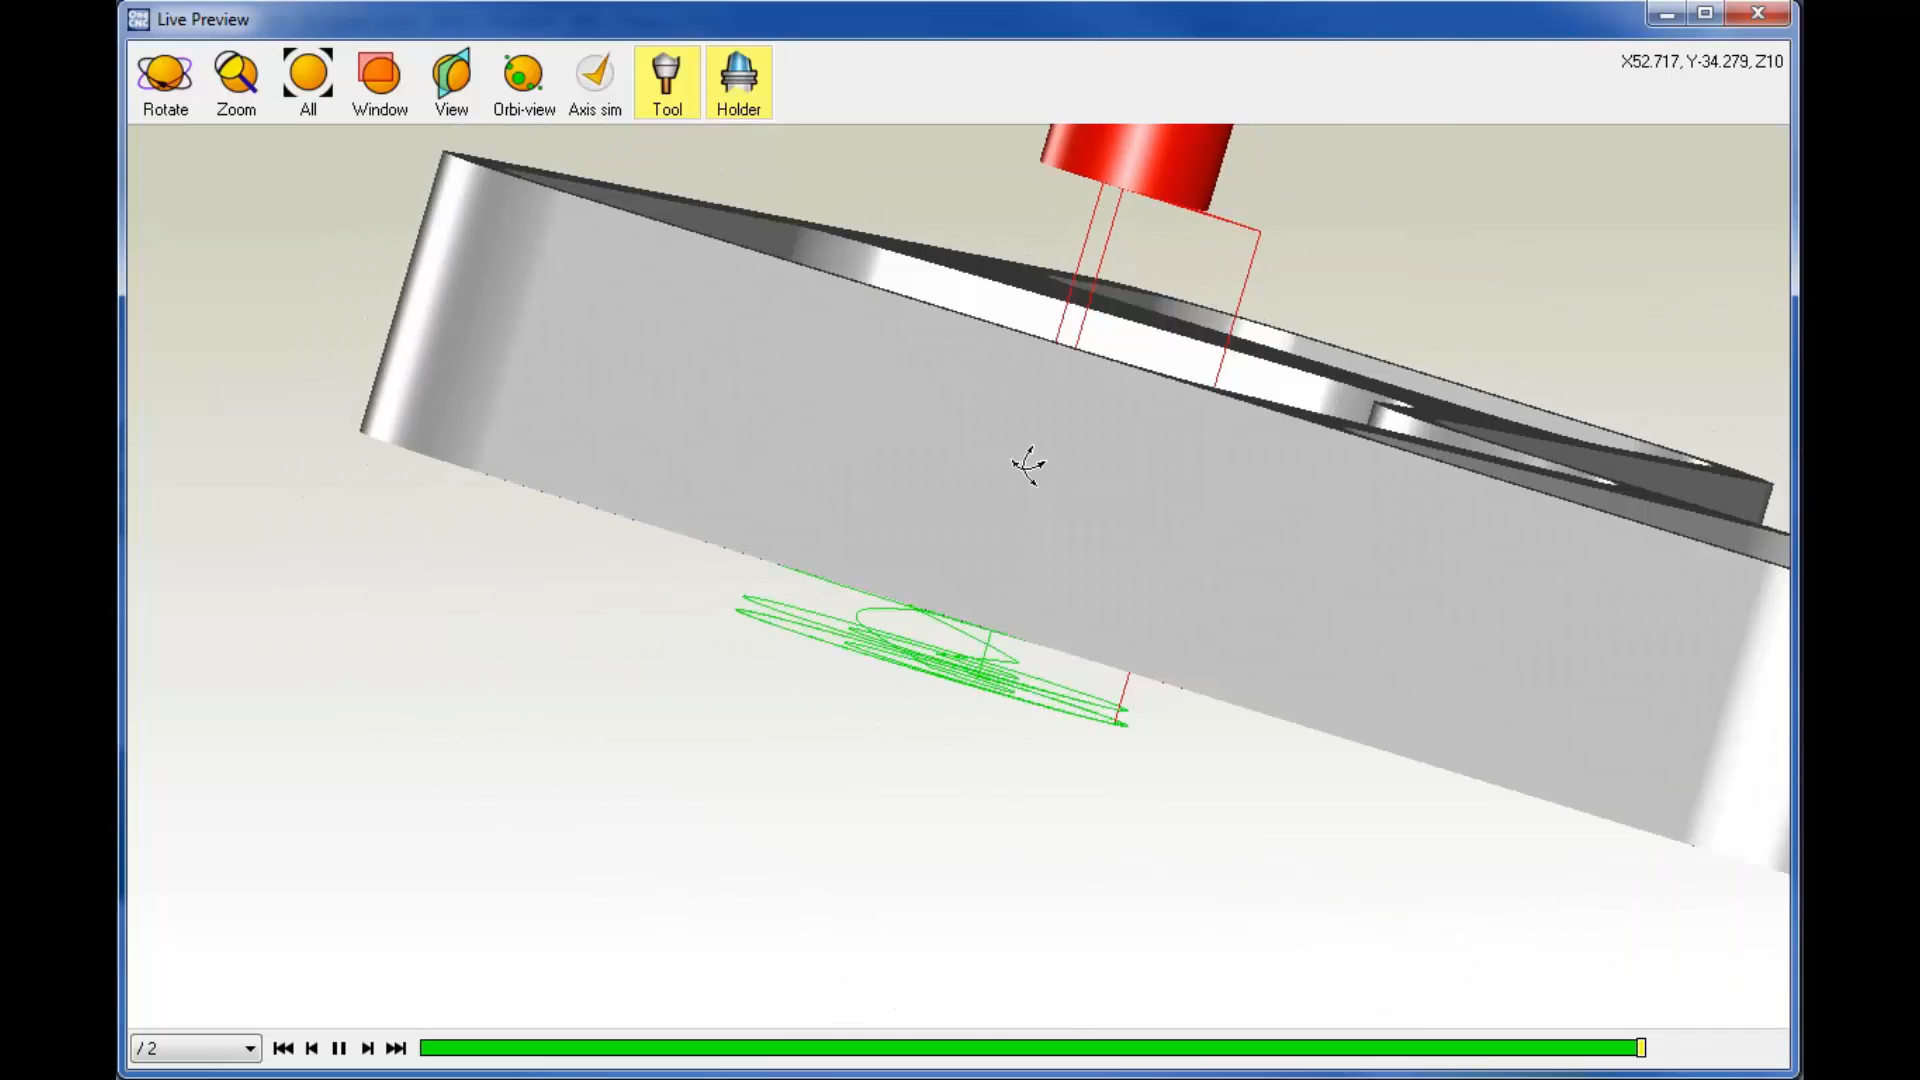 Live Preview
Rotate
Zoom
All
Window
View
Orbi-view
Axis sim
Tool
Holder
X52.717, Y-34.279, Z10
/ 2